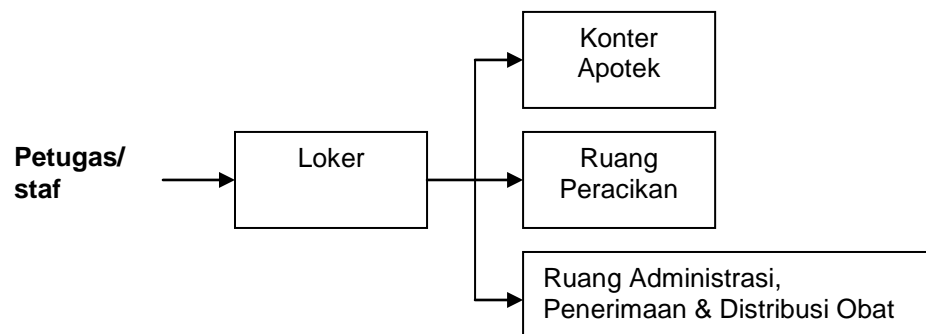 Konter
Apotek
Petugas/
staf
Loker
Ruang
Peracikan
Ruang Administrasi,
Penerimaan & Distribusi Obat